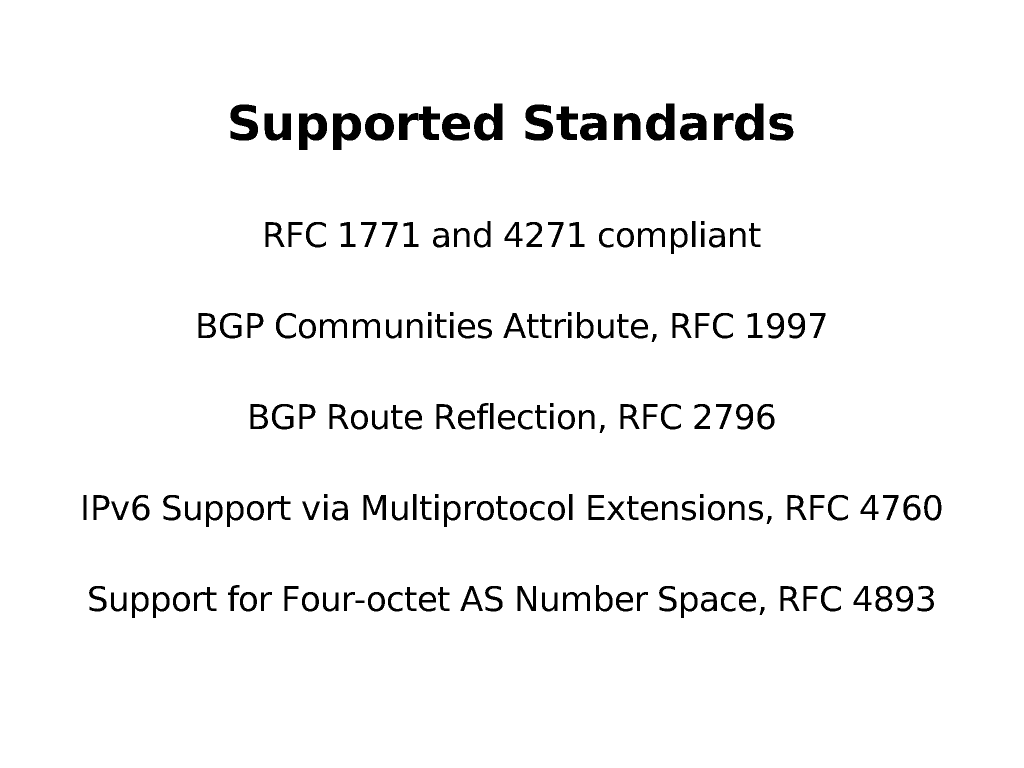 Supported Standards
RFC 1771 and 4271 compliant
BGP Communities Attribute, RFC 1997
BGP Route Reflection, RFC 2796
IPv6 Support via Multiprotocol Extensions, RFC 4760
Support for Four-octet AS Number Space, RFC 4893